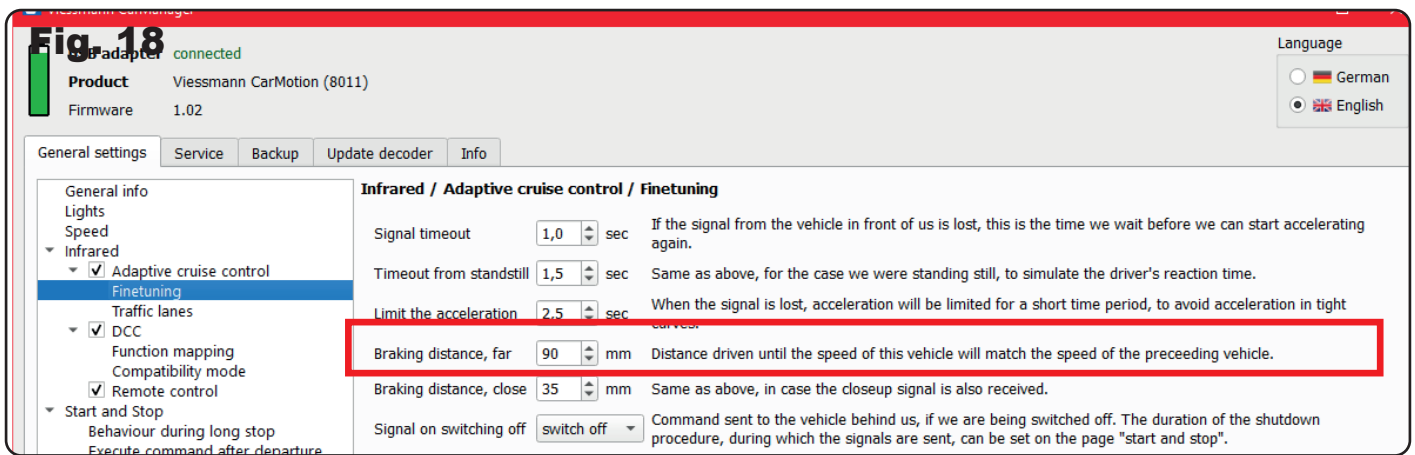 Viessmann CarManager
Fig. 18
USB adapter connected
Product Viessmann CarMotion (8011)
Firmware 1.02
Language
German
English
General settings Service Backup Update decoder Info
General info
Lights
Speed
Infrared
Adaptive cruise control
Finetuning
Traffic lanes
DCC
Function mapping
Compatibility mode
Remote control
Start and Stop
Behaviour during long stop
Execute command after departure
Infrared / Adaptive cruise control / Finetuning
Signal timeout 1,0 sec If the signal from the vehicle in front of us is lost, this is the time we wait before we can start accelerating
again.
Timeout from standstill 1,5 sec Same as above, for the case we were standing still, to simulate the driver's reaction time.
Limit the acceleration 2,5 sec When the signal is lost, acceleration will be limited for a short time period, to avoid acceleration in tight
curves.
Braking distance, far 90 mm Distance driven until the speed of this vehicle will match the speed of the preceeding vehicle.
Braking distance, close 35 mm Same as above, in case the closeup signal is also received.
Signal on switching off switch off Command sent to the vehicle behind us, if we are being switched off. The duration of the shutdown
procedure, during which the signals are sent, can be set on the page "start and stop".